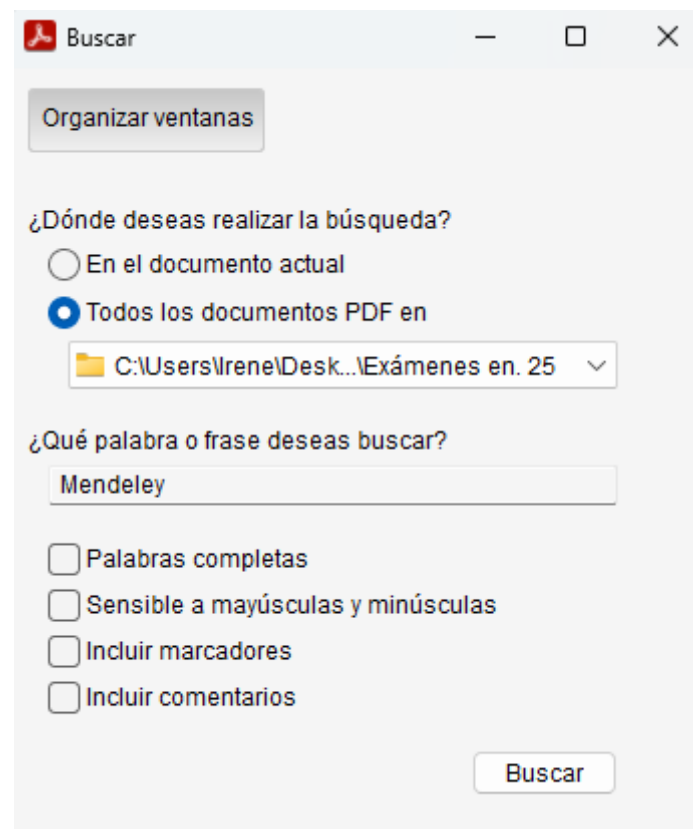 Buscar
Organizar ventanas
¿Dónde deseas realizar la búsqueda?
En el documento actual
Todos los documentos PDF en
C:\Users\Irene\Desk...\Exámenes en. 25
¿Qué palabra o frase deseas buscar?
Mendeley
Palabras completas
Sensible a mayúsculas y minúsculas
Incluir marcadores
Incluir comentarios
Buscar